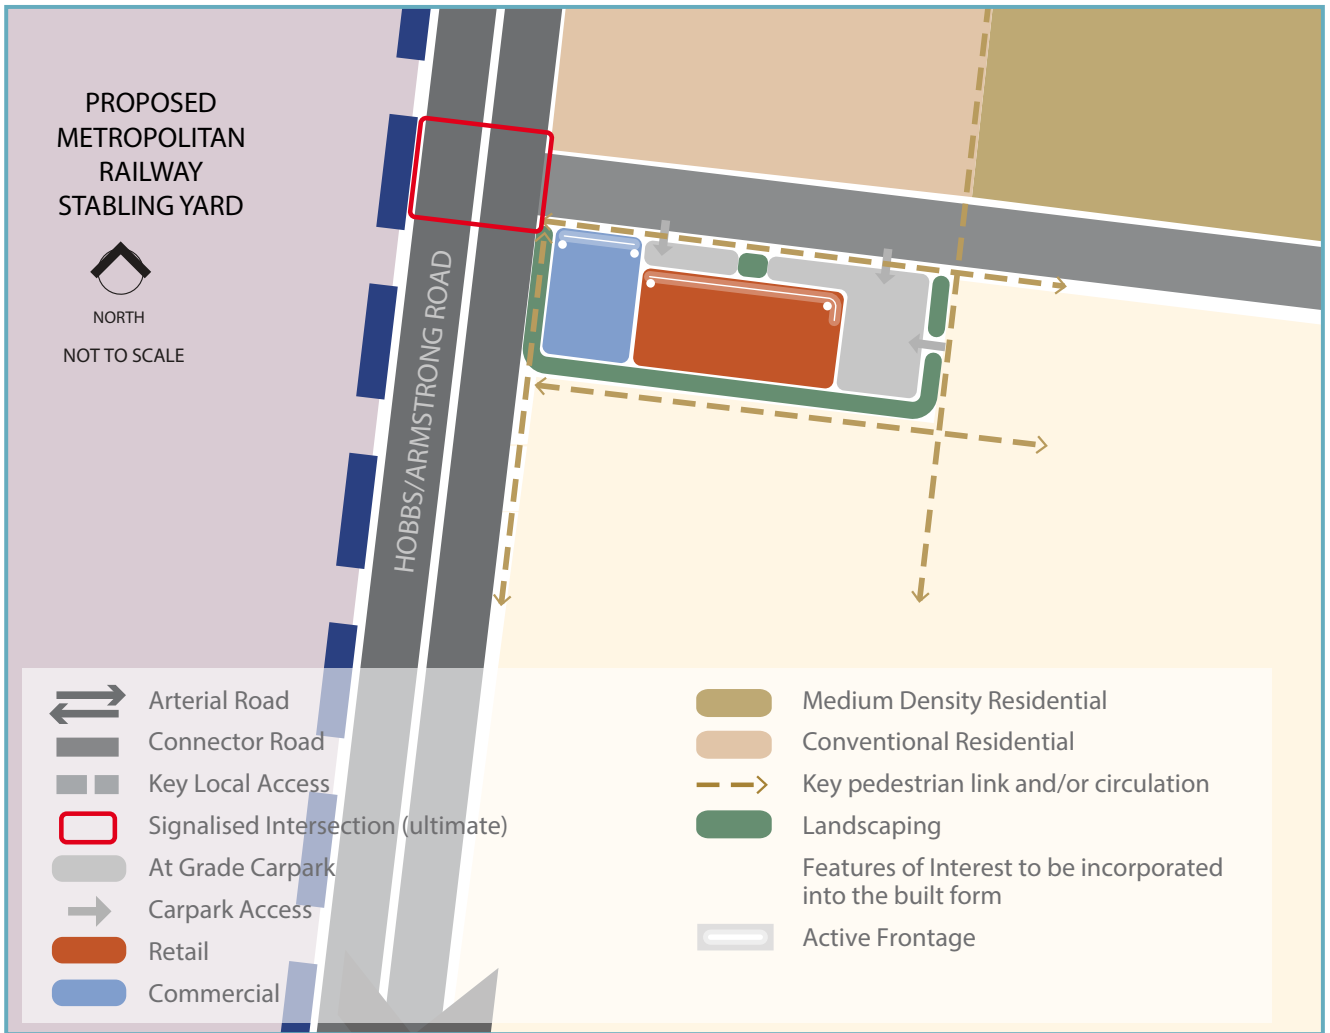 PROPOSED
METROPOLITAN
RAILWAY
STABLING YARD
NORTH
NOT TO SCALE
HOBBS/ARMSTRONG ROAD
Arterial Road
Connector Road
Key Local Access
Signalised Intersection (ultimate)
At Grade Carpark
Carpark Access
Retail
Commercial
Medium Density Residential
Conventional Residential
Key pedestrian link and/or circulation
Landscaping
Features of Interest to be incorporated
into the built form
Active Frontage